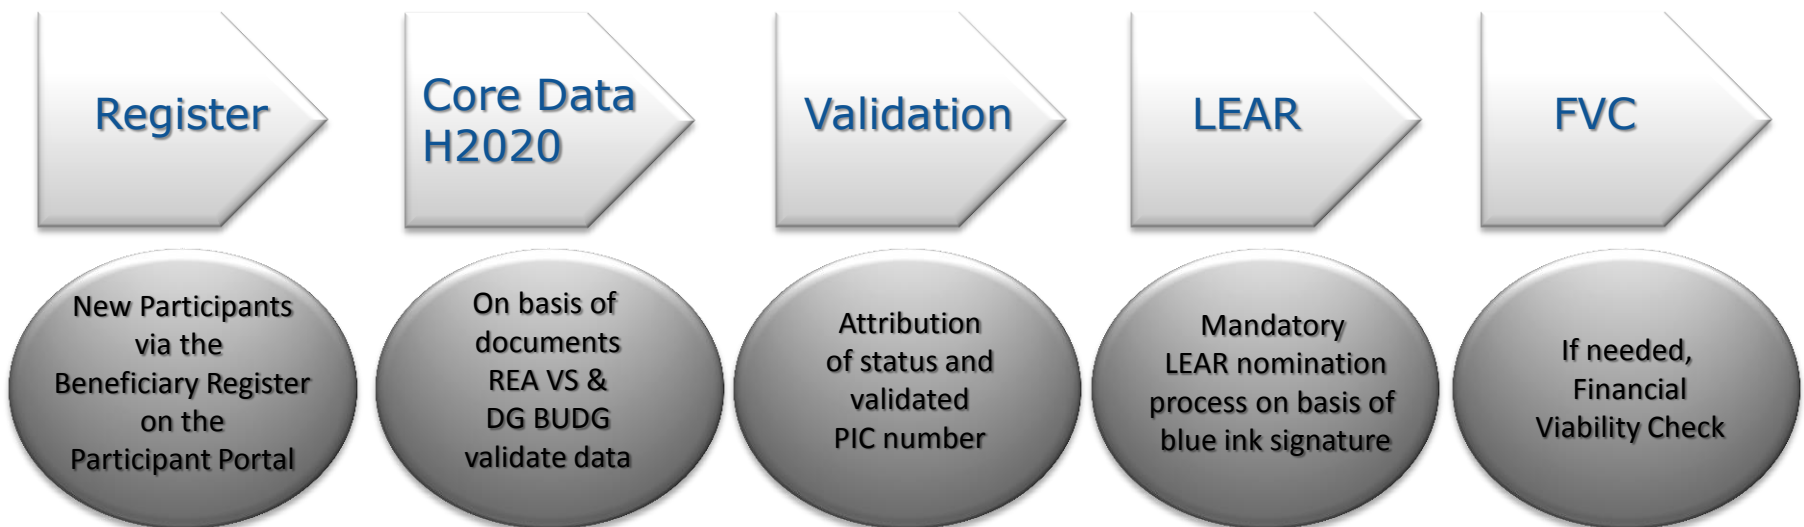 Register
Core Data
H2020
Validation
LEAR
FVC
New Participants
via the
Beneficiary Register
on the
Participant Portal
On basis of
documents
REA VS &
DG BUDG
validate data
Attribution
of status and
validated
PIC number
Mandatory
LEAR nomination
process on basis of
blue ink signature
If needed,
Financial
Viability Check